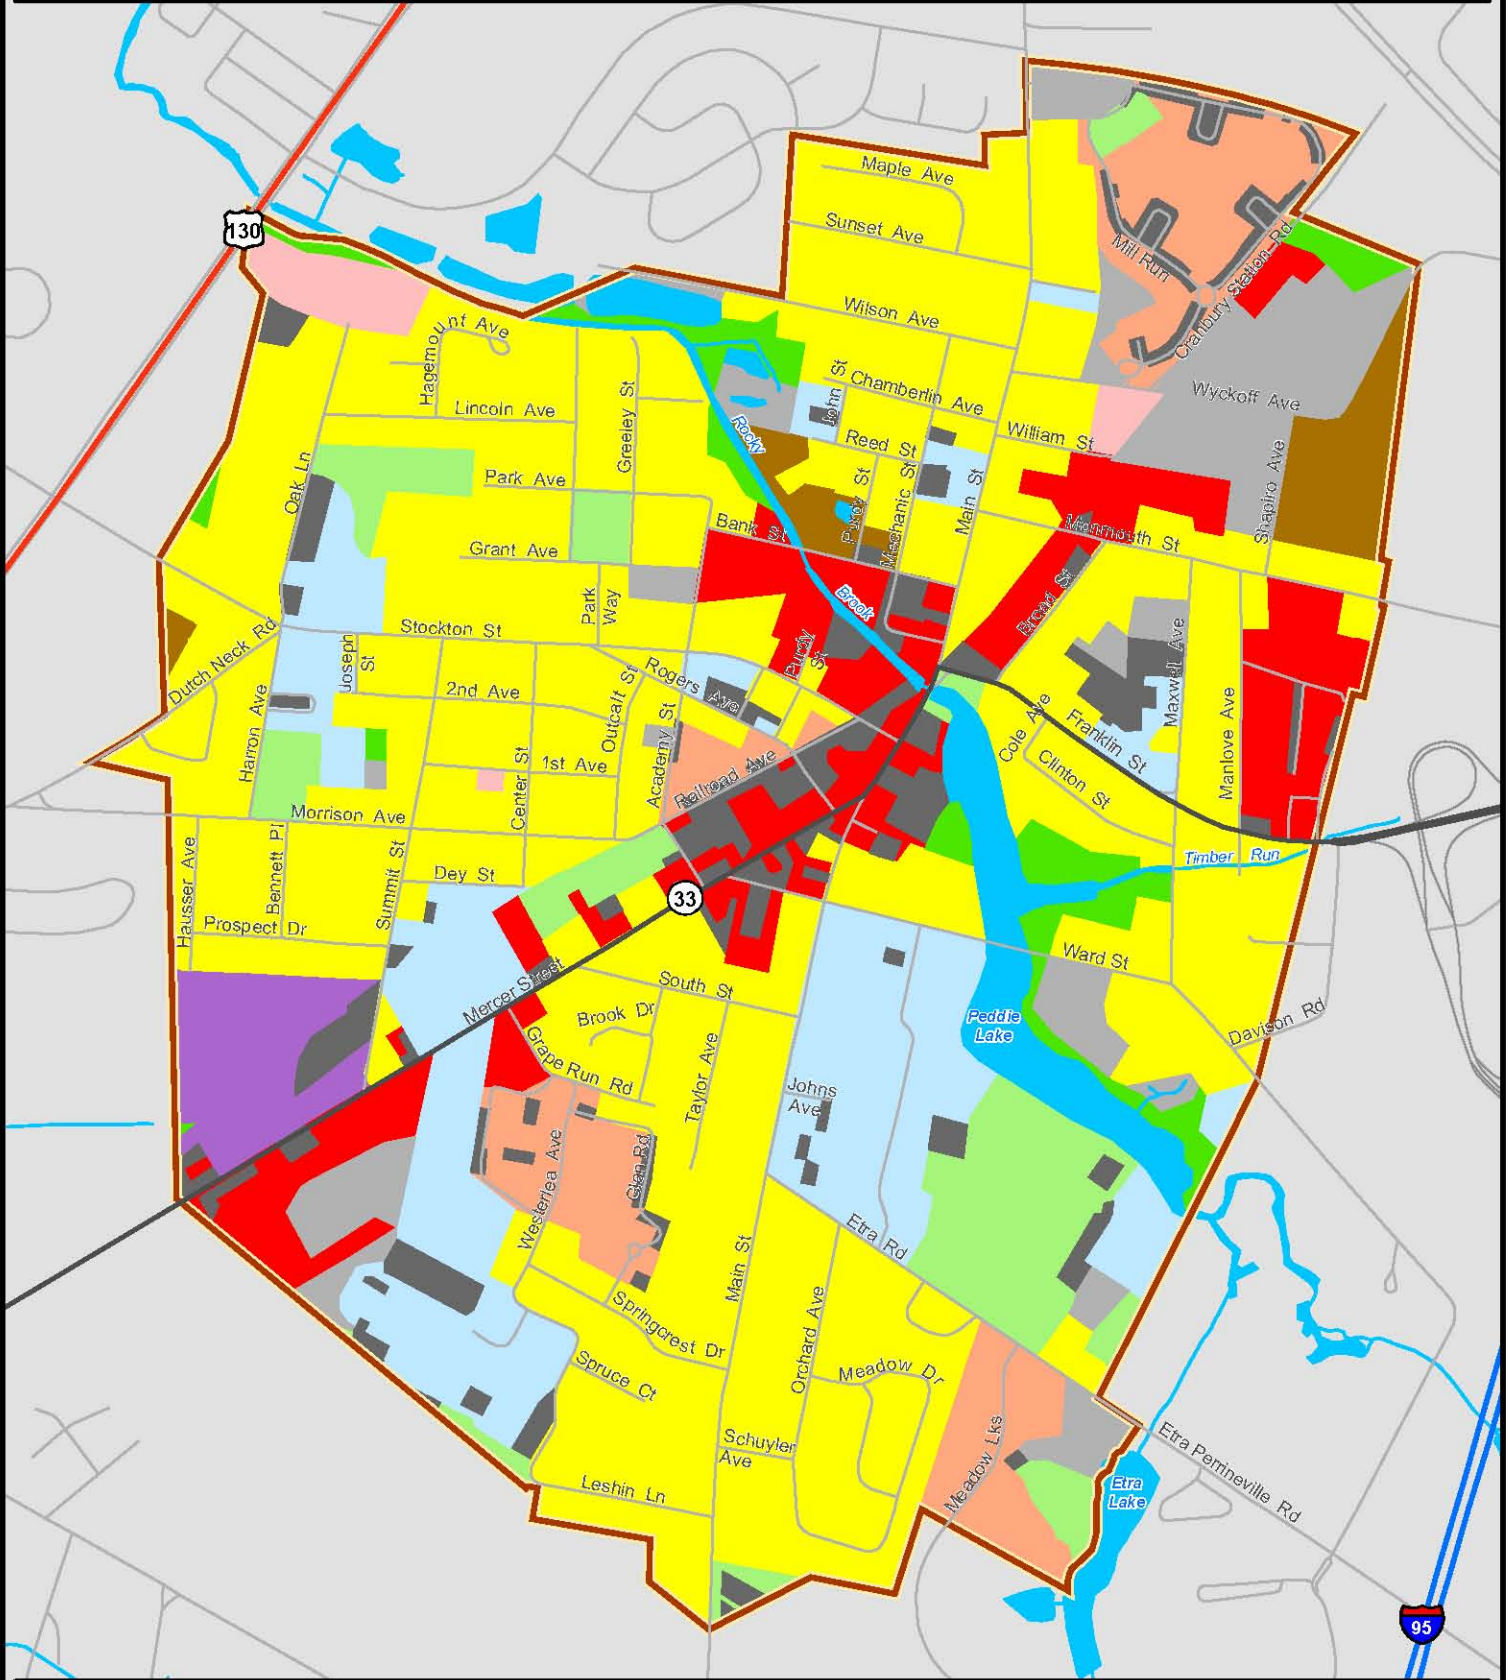 Maple Ave
Sunset Ave
130
Mill Run
Cranbury Station Rd
Wilson Ave
Hagemount Ave
John St
Chamberlin Ave
Wyckoff Ave
Lincoln Ave
Greeley St
Rocky
Reed St
William St
Oak Ln
Park Ave
Purdy St
Mechanic St
Main St
Shapiro Ave
Bank St
Monmouth St
Grant Ave
Park
Way
Brook
Broad St
Stockton St
Dutch Neck Rd
Joseph
St
Purdy
St
Rogers Ave
Maxwell Ave
2nd Ave
Outcalt St
Harron Ave
Academy St
Cole Ave
Franklin St
Manlove Ave
1st Ave
Center St
Railroad Ave
Clinton St
Morrison Ave
Hausser Ave
Bennett Pl
Summit St
Dey St
Timber Run
33
Prospect Dr
Ward St
Mercer Street
South St
Brook Dr
Peddie
Lake
Davison Rd
Grape Run Rd
Taylor Ave
Johns
Ave
Westerlea Ave
Glen Rd
Etra Rd
Main St
Springcrest Dr
Orchard Ave
Spruce Ct
Meadow Dr
Schuyler
Ave
Meadow Lks
Etra Perrineville Rd
Leshin Ln
Etra
Lake
95